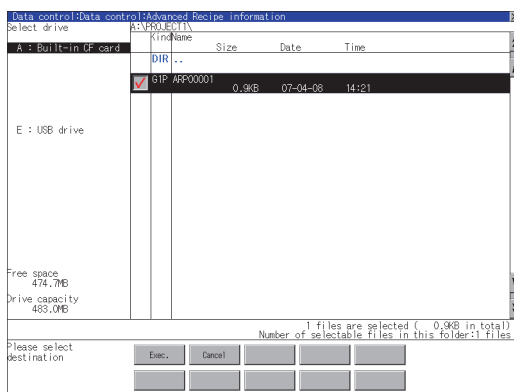 Data control:Data control:Advanced Recipe information
Select drive
A:\PROJECT1\
Kind Name
Size Date Time
A : Built-in CF card
DIR ..
G1P ARP00001
0.9KB 07-04-08 14:21
E : USB drive
Free space
474.7MB
Drive capacity
483.0MB
1 files are selected ( 0.9KB in total)
Number of selectable files in this folder:1 files
Please select
destination
Exec. Cancel